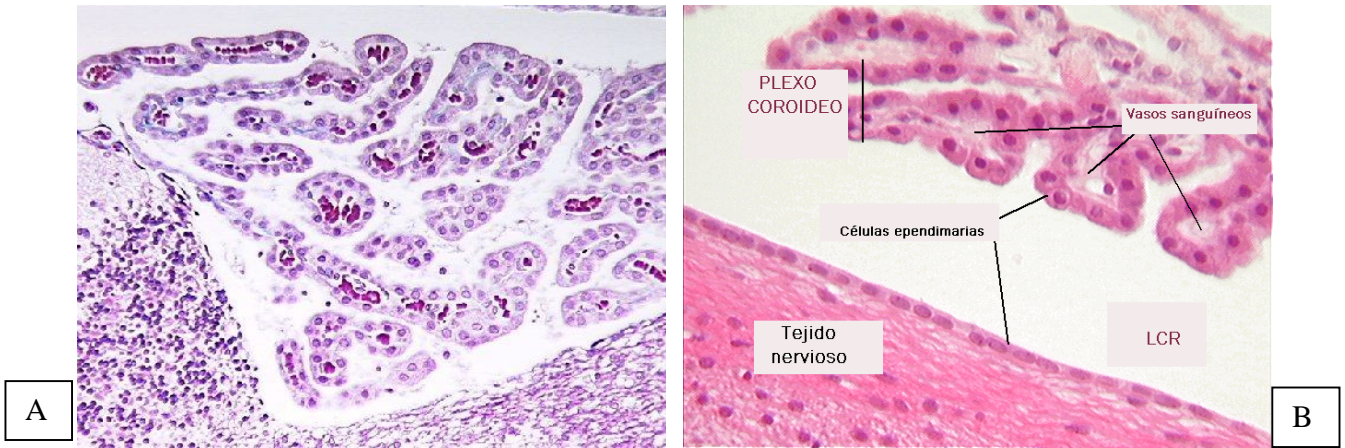 A
PLEXO
COROIDEO
Vasos sanguíneos
Células ependimarias
Tejido
nervioso
LCR
B